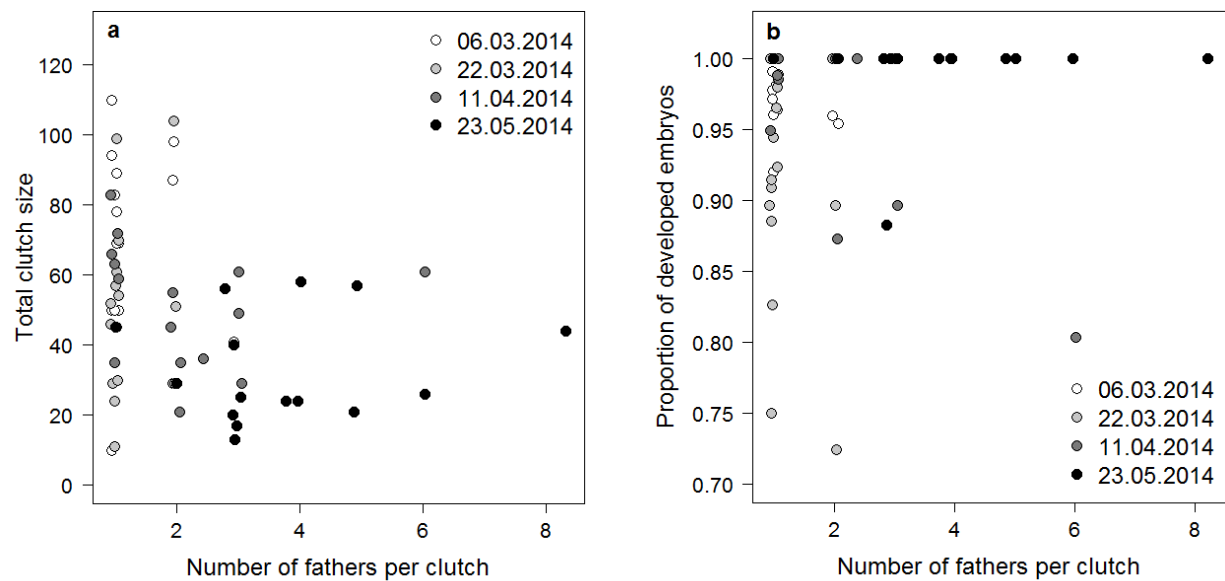 a
06.03.2014
22.03.2014
11.04.2014
23.05.2014
120
100
80
60
40
20
0
Total clutch size
2 4 6 8
Number of fathers per clutch
b
1.00
0.95
0.90
0.85
0.80
0.75
0.70
Proportion of developed embryos
06.03.2014
22.03.2014
11.04.2014
23.05.2014
2 4 6 8
Number of fathers per clutch